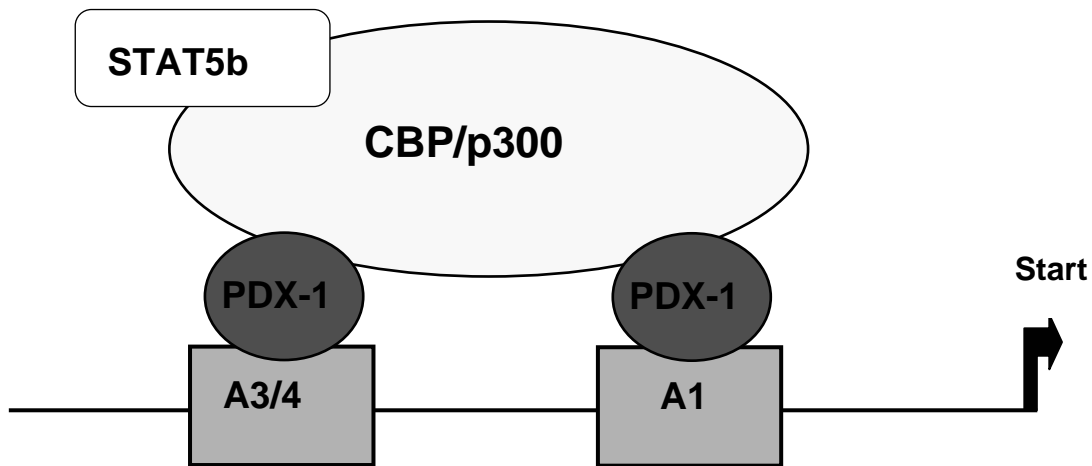 STAT5b
CBP/p300
Start
PDX-1
PDX-1
A3/4
A1